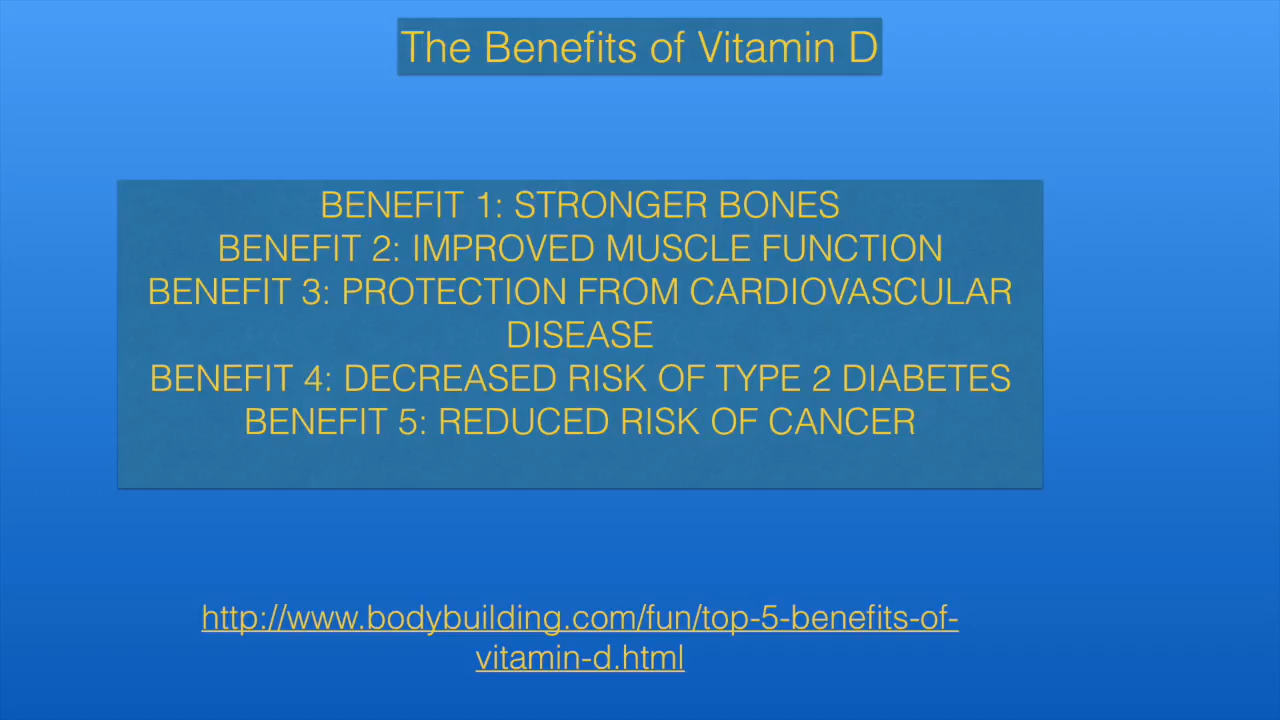 The Benefits of Vitamin D
BENEFIT 1: STRONGER BONES
BENEFIT 2: IMPROVED MUSCLE FUNCTION
BENEFIT 3: PROTECTION FROM CARDIOVASCULAR
DISEASE
BENEFIT 4: DECREASED RISK OF TYPE 2 DIABETES
BENEFIT 5: REDUCED RISK OF CANCER
http://www.bodybuilding.com/fun/top-5-benefits-of-
vitamin-d.html